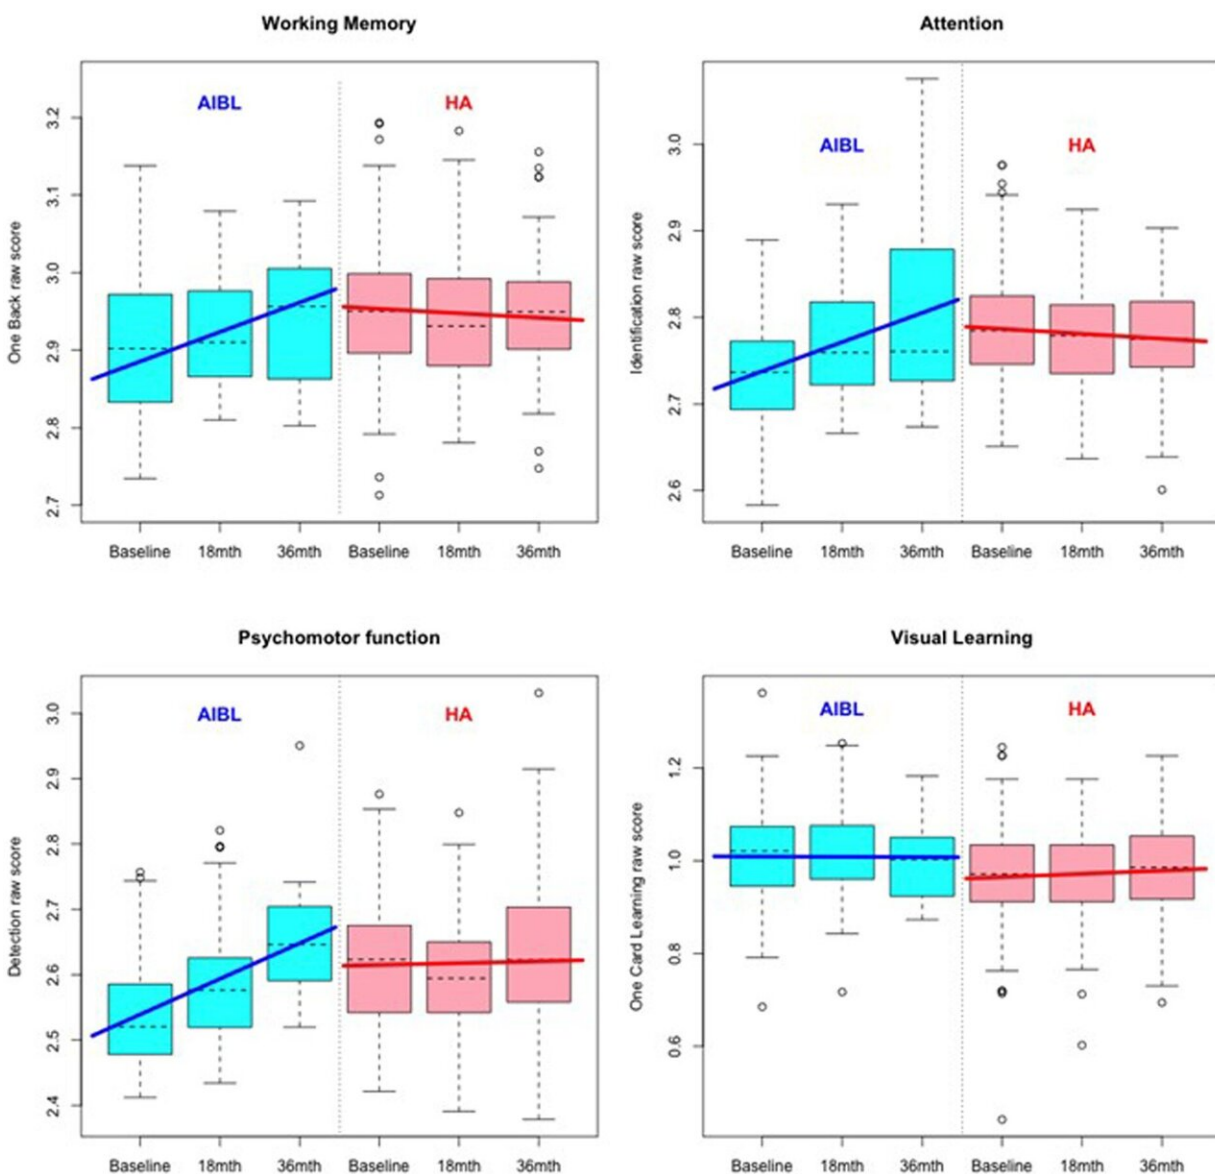 Working Memory
AIBL
HA
One Back raw score
3.2
3.1
3.0
2.9
2.8
2.7
Baseline 18mth 36mth Baseline 18mth 36mth
Attention
AIBL
HA
Identification raw score
3.0
2.9
2.8
2.7
2.6
Baseline 18mth 36mth Baseline 18mth 36mth
Psychomotor function
AIBL
HA
Detection raw score
3.0
2.9
2.8
2.7
2.6
2.5
2.4
Baseline 18mth 36mth Baseline 18mth 36mth
Visual Learning
AIBL
HA
One Card Learning raw score
1.2
1.0
0.8
0.6
Baseline 18mth 36mth Baseline 18mth 36mth